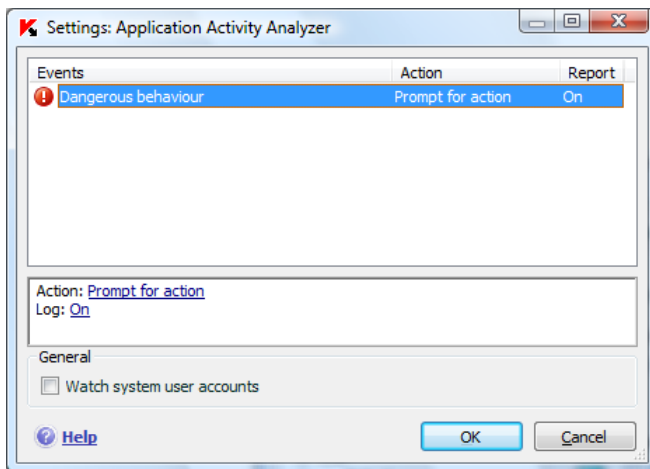 Settings: Application Activity Analyzer
Events Action Report
Dangerous behaviour Prompt for action On
Action: Prompt for action
Log: On
General
Watch system user accounts
Help OK Cancel